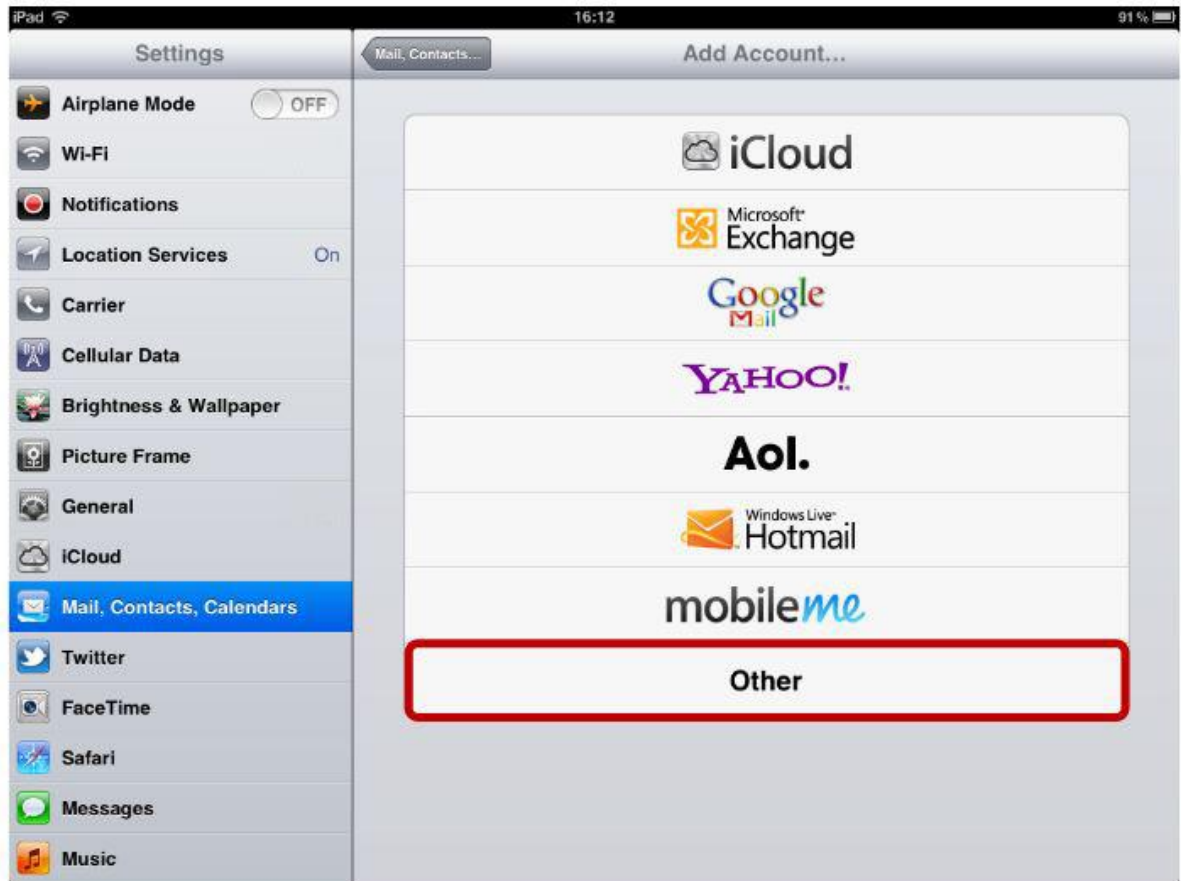 iPad 16:12 91 %
Settings
Mail, Contacts... Add Account...
Airplane Mode OFF
Wi-Fi
Notifications
Location Services On
Carrier
Cellular Data
Brightness & Wallpaper
Picture Frame
General
iCloud
Mail, Contacts, Calendars
Twitter
FaceTime
Safari
Messages
Music
iCloud
Microsoft
Exchange
Google
Mail
YAHOO!
Aol.
Windows Live
Hotmail
mobileme
Other